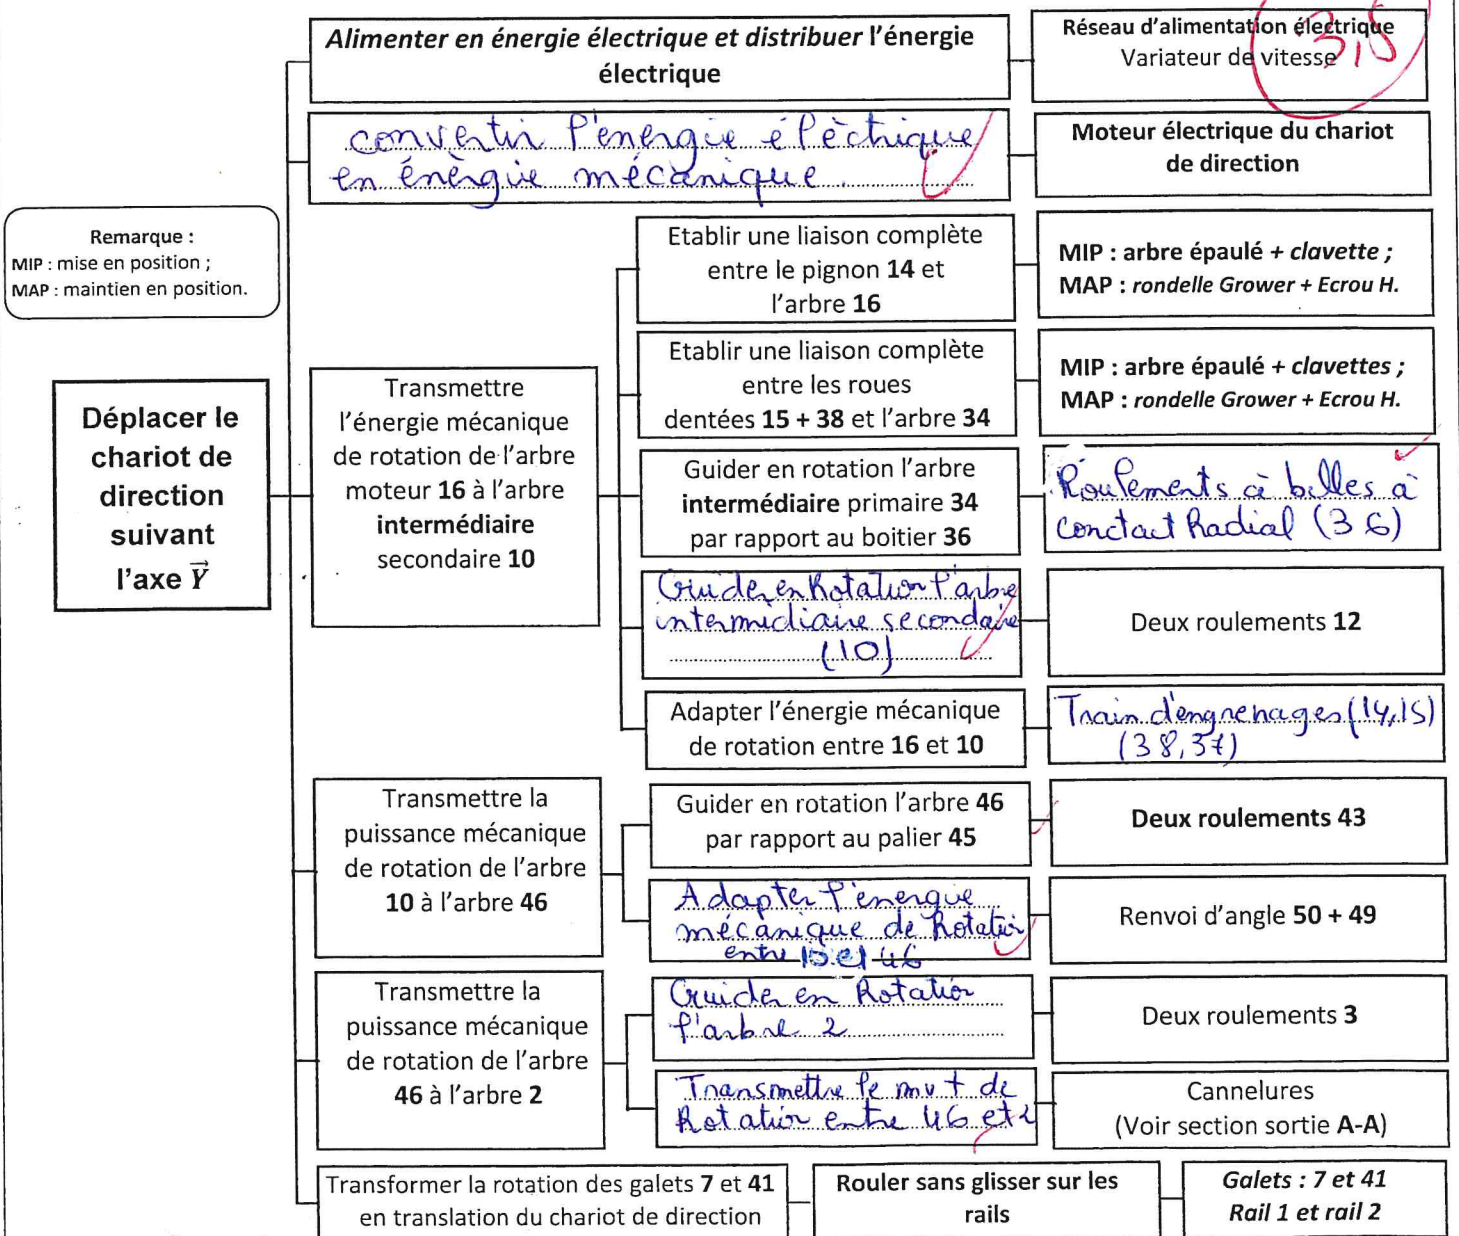 Alimenter en énergie électrique et distribuer l'énergie
électrique
Réseau d'alimentation électrique
Variateur de vitesse
3,5
convertir l'énergie élèctrique
en énèrgie mécanique.
Moteur électrique du chariot
de direction
Remarque :
MIP : mise en position ;
MAP : maintien en position.
Etablir une liaison complète
entre le pignon 14 et
l'arbre 16
MIP : arbre épaulé + clavette ;
MAP : rondelle Grower + Ecrou H.
Etablir une liaison complète
entre les roues
dentées 15 + 38 et l'arbre 34
MIP : arbre épaulé + clavettes ;
MAP : rondelle Grower + Ecrou H.
Déplacer le
chariot de
direction
suivant
l'axe Y⃗
Transmettre
l'énergie mécanique
de rotation de l'arbre
moteur 16 à l'arbre
intermédiaire
secondaire 10
Guider en rotation l'arbre
intermédiaire primaire 34
par rapport au boitier 36
Roulements à billes à
conctact Radial (36)
Guider en Rotation l'arbre
intermidiaire secondaire
(10)
Deux roulements 12
Adapter l'énergie mécanique
de rotation entre 16 et 10
Train d'engrenages (14,15)
(38,37)
Transmettre la
puissance mécanique
de rotation de l'arbre
10 à l'arbre 46
Guider en rotation l'arbre 46
par rapport au palier 45
Deux roulements 43
Adapter l'énergie
mécanique de Rotation
entre 10 et 46
Renvoi d'angle 50 + 49
Transmettre la
puissance mécanique
de rotation de l'arbre
46 à l'arbre 2
Guider en Rotation
l'arbre 2
Deux roulements 3
Transmettre le mvt de
Rotation entre 46 et 2
Cannelures
(Voir section sortie A-A)
Transformer la rotation des galets 7 et 41
en translation du chariot de direction
Rouler sans glisser sur les
rails
Galets : 7 et 41
Rail 1 et rail 2